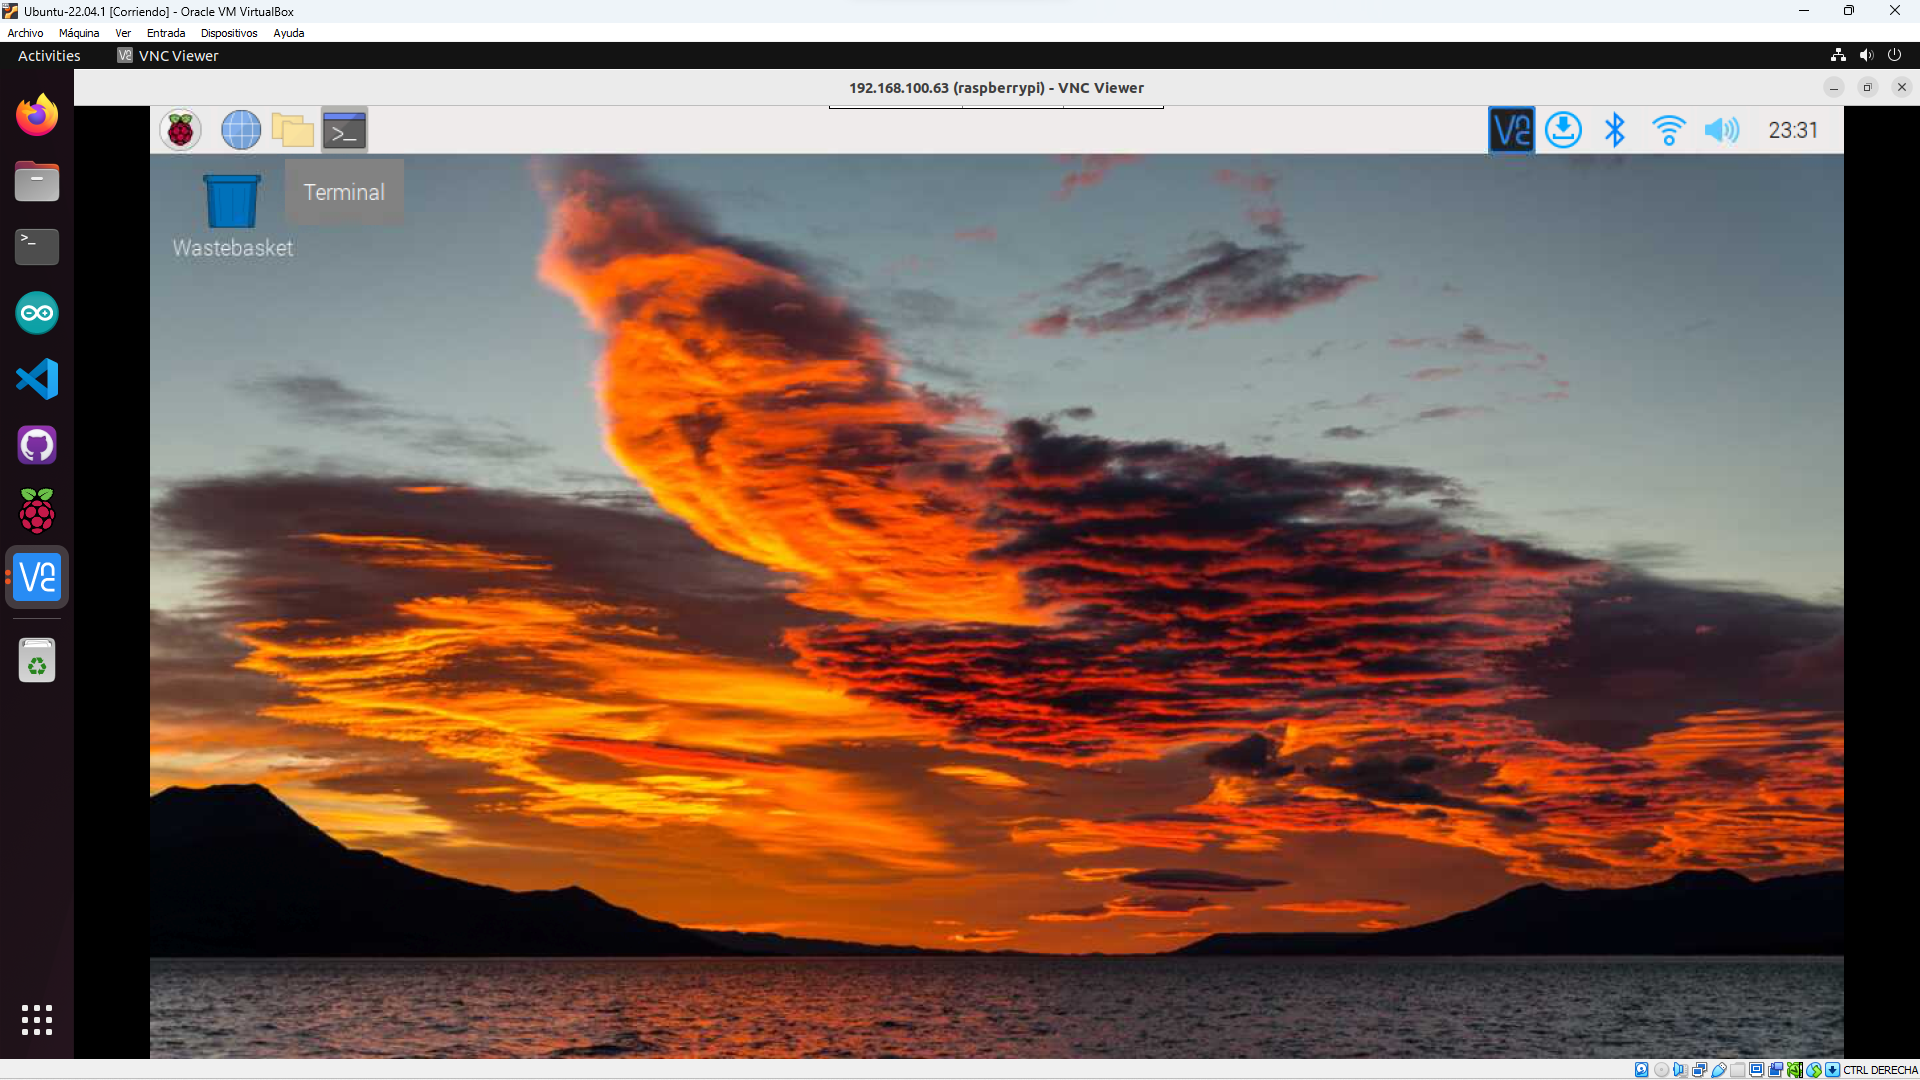 Ubuntu-22.04.1 [Corriendo] - Oracle VM VirtualBox
Archivo Máquina Ver Entrada Dispositivos Ayuda
Activities VNC Viewer
192.168.100.63 (raspberrypi) - VNC Viewer
23:31
Terminal
Wastebasket
CTRL DERECHA